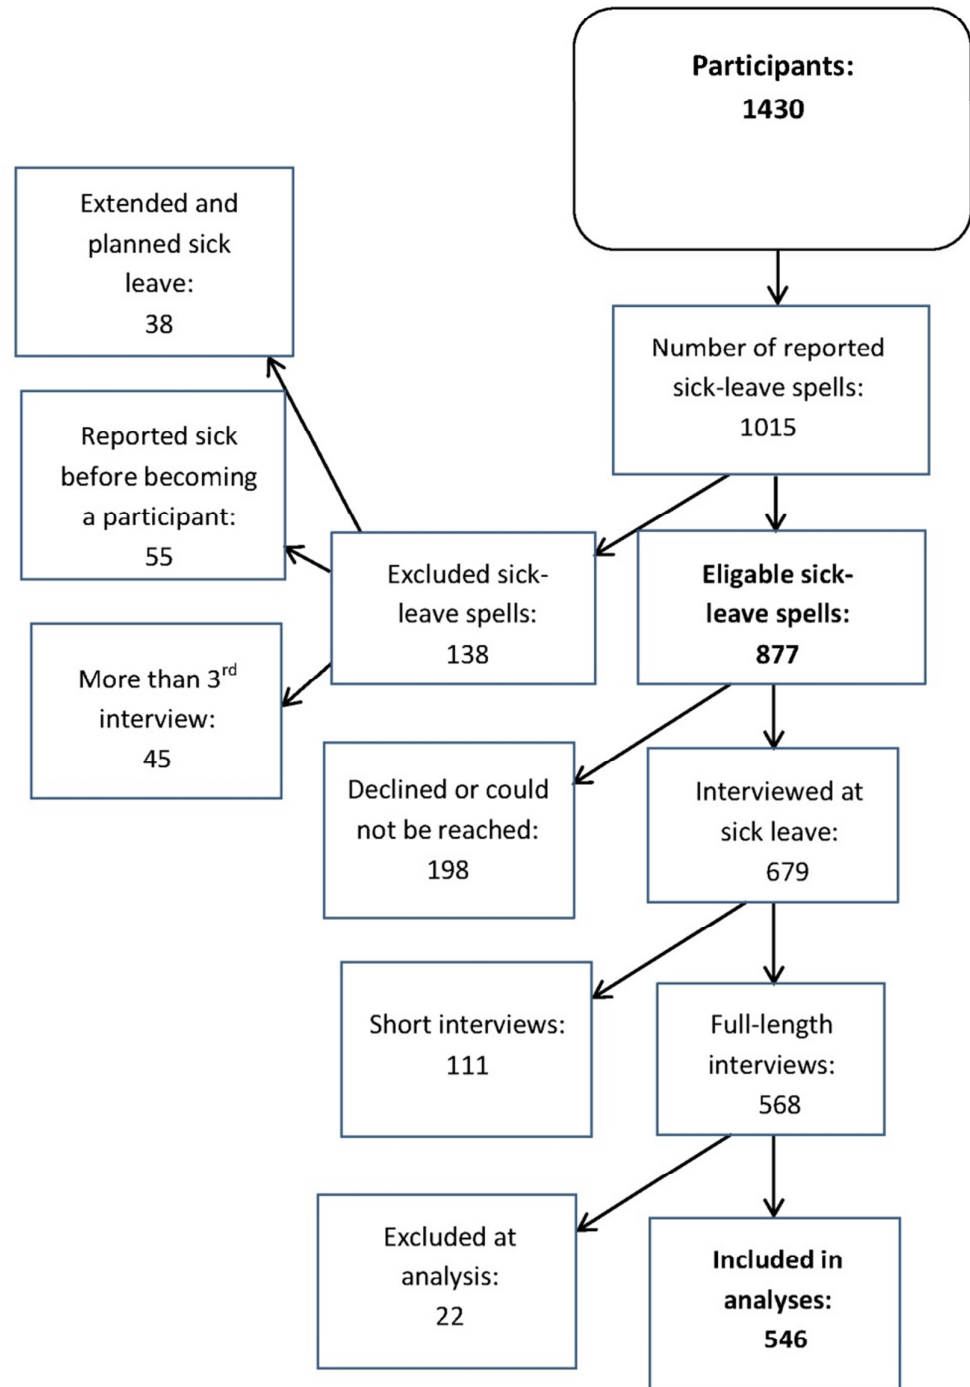 Participants:
1430
Extended and
planned sick
leave:
38
Number of reported
sick-leave spells:
1015
Reported sick
before becoming
a participant:
55
Excluded sick-
leave spells:
138
Eligable sick-
leave spells:
877
More than 3rd
interview:
45
Declined or could
not be reached:
198
Interviewed at
sick leave:
679
Short interviews:
111
Full-length
interviews:
568
Excluded at
analysis:
22
Included in
analyses:
546